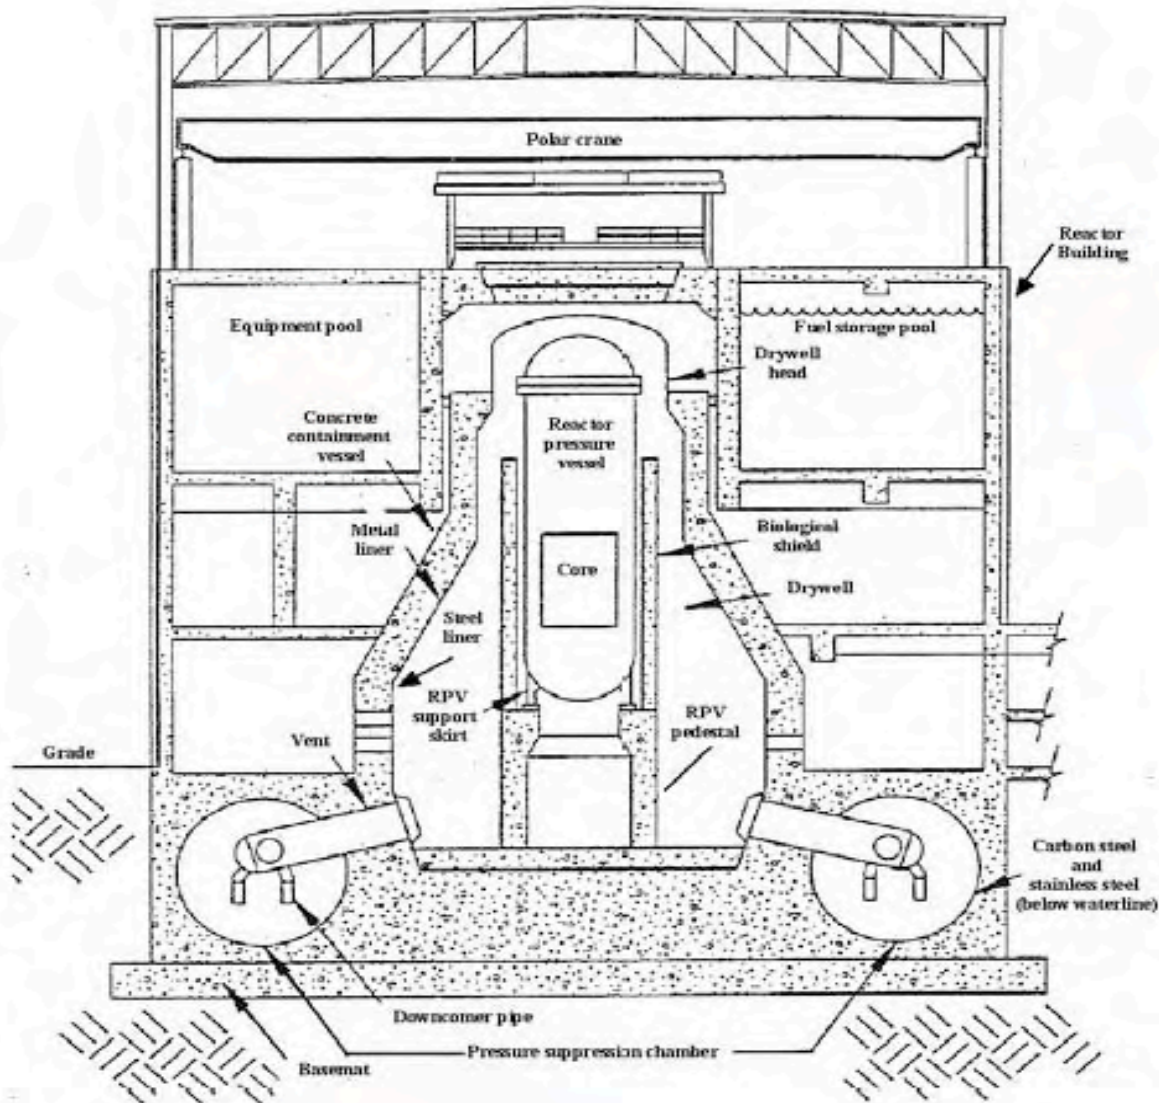 Polar crane
Reactor
Building
Equipment pool
Fuel storage pool
Drywell
head
Concrete
containment
vessel
Reactor
pressure
vessel
Metal
liner
Biological
shield
Core
Drywell
Steel
liner
RPV
support
skirt
RPV
pedestal
Vent
Grade
Carbon steel
and
stainless steel
(below waterline)
Downcomer pipe
Pressure suppression chamber
Basemat